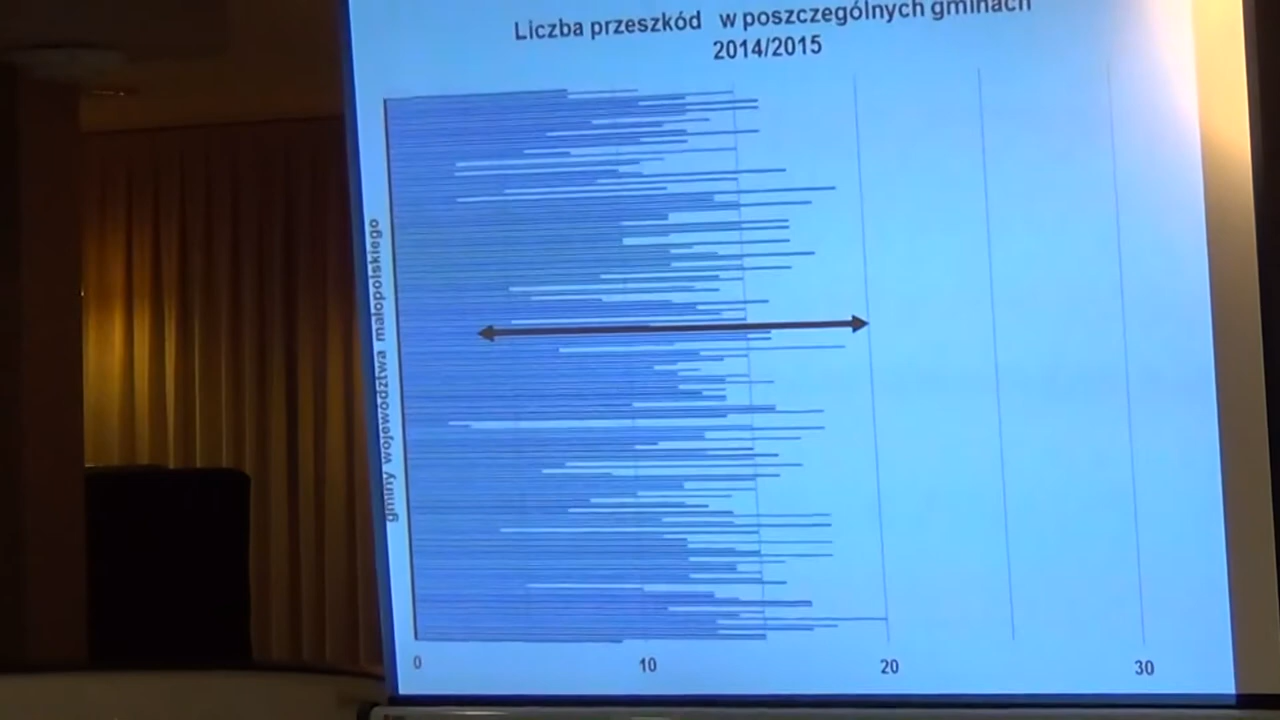 Liczba przeszkód w poszczególnych gminach
2014/2015
gminy województwa małopolskiego
0 10 20 30